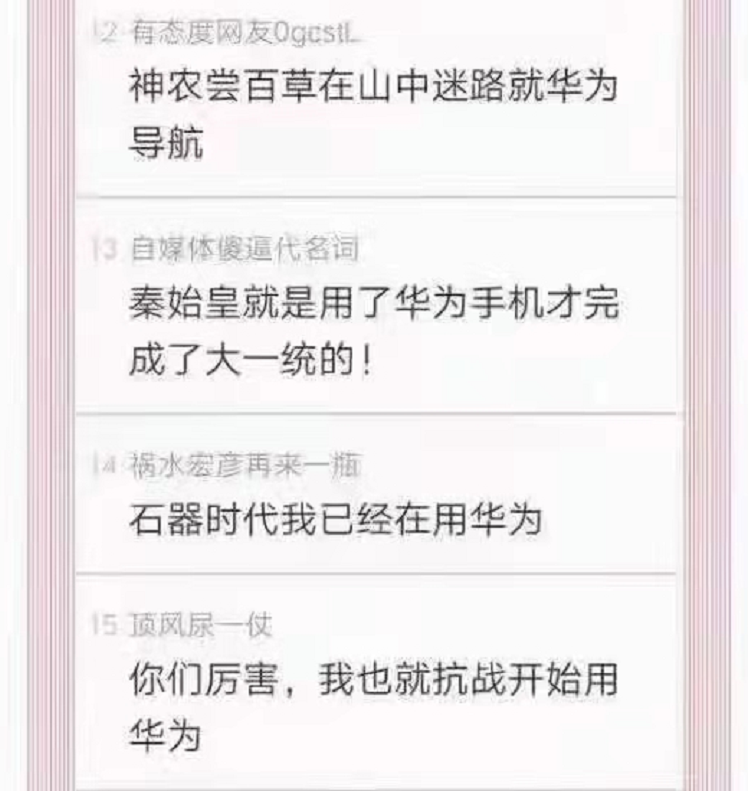 12 有态度网友0gcstL
神农尝百草在山中迷路就华为
导航
13 自媒体傻逼代名词
秦始皇就是用了华为手机才完
成了大一统的！
14 祸水宏彦再来一瓶
石器时代我已经在用华为
15 顶风尿一仗
你们厉害，我也就抗战开始用
华为